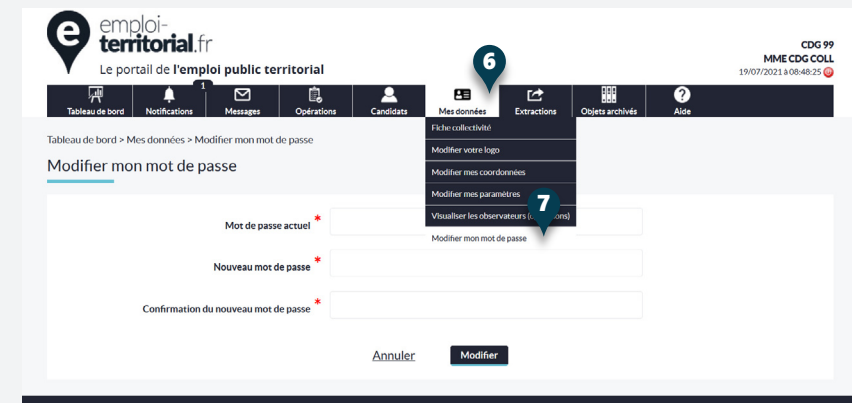 e emploi-
territorial.fr
Le portail de l'emploi public territorial
CDG 99
MME CDG COLL
19/07/2021 à 08:48:25
6
1
Tableau de bord Notifications Messages Opérations Candidats Mes données Extractions Objets archivés Aide
Fiche collectivité
Modifier votre logo
Modifier mes coordonnées
Modifier mes paramètres
7
Visualiser les observateurs
Modifier mon mot de passe
Tableau de bord > Mes données > Modifier mon mot de passe
Modifier mon mot de passe
Mot de passe actuel *
Nouveau mot de passe *
Confirmation du nouveau mot de passe *
Annuler Modifier